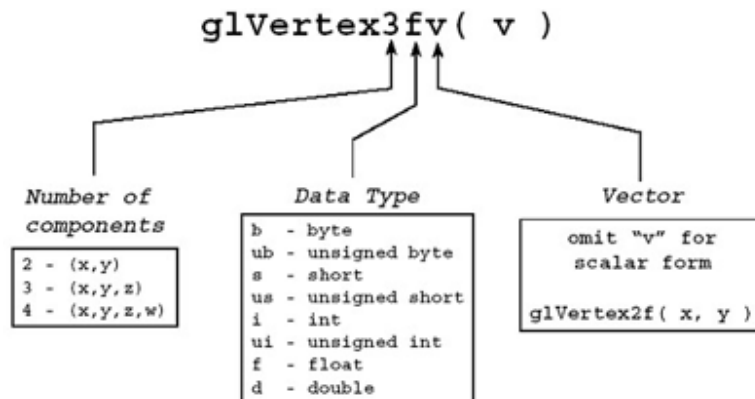 glVertex3fv( v )
Number of
components
2 - (x,y)
3 - (x,y,z)
4 - (x,y,z,w)
Data Type
b - byte
ub - unsigned byte
s - short
us - unsigned short
i - int
ui - unsigned int
f - float
d - double
Vector
omit “v” for
scalar form
glVertex2f( x, y )